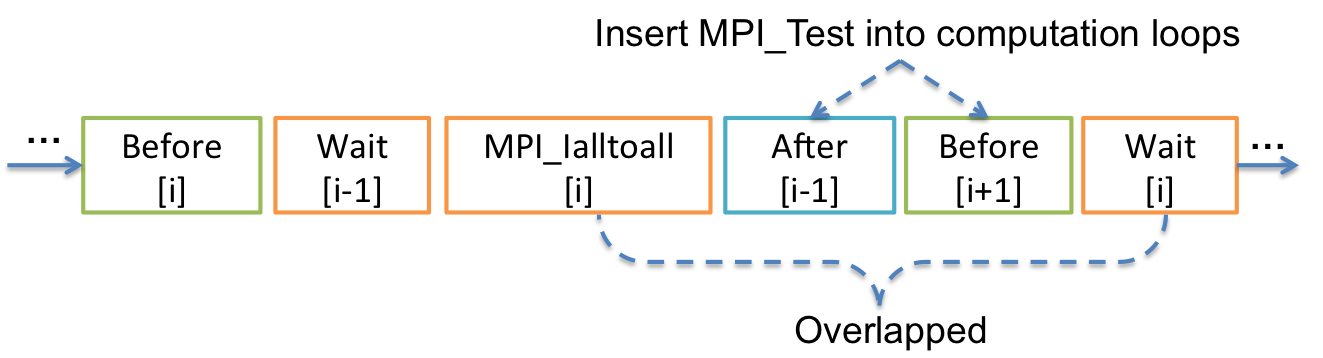 Insert MPI_Test into computation loops
...
Before
[i]
Wait
[i-1]
MPI_Ialltoall
[i]
After
[i-1]
Before
[i+1]
Wait
[i]
...
Overlapped